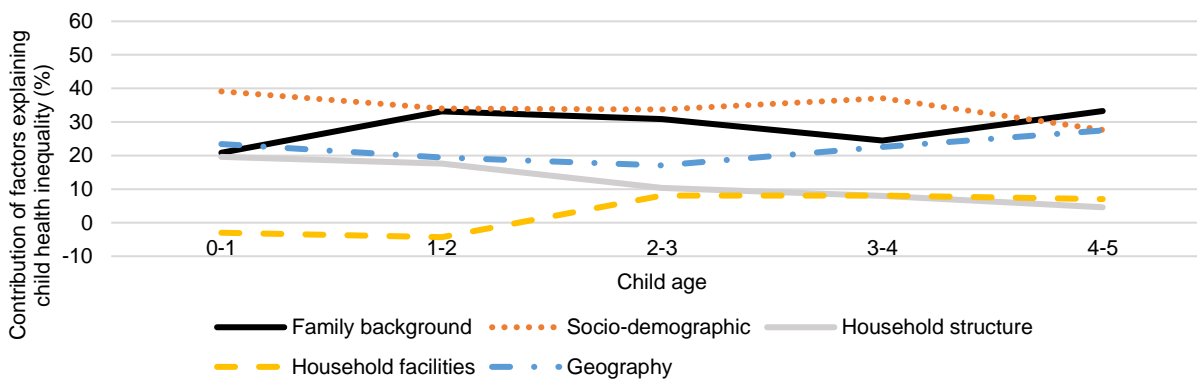 Contribution of factors explaining
child health inequality (%)
60
50
40
30
20
10
0
-10
0-1 1-2 2-3 3-4 4-5
Child age
Family background Socio-demographic Household structure
Household facilities Geography